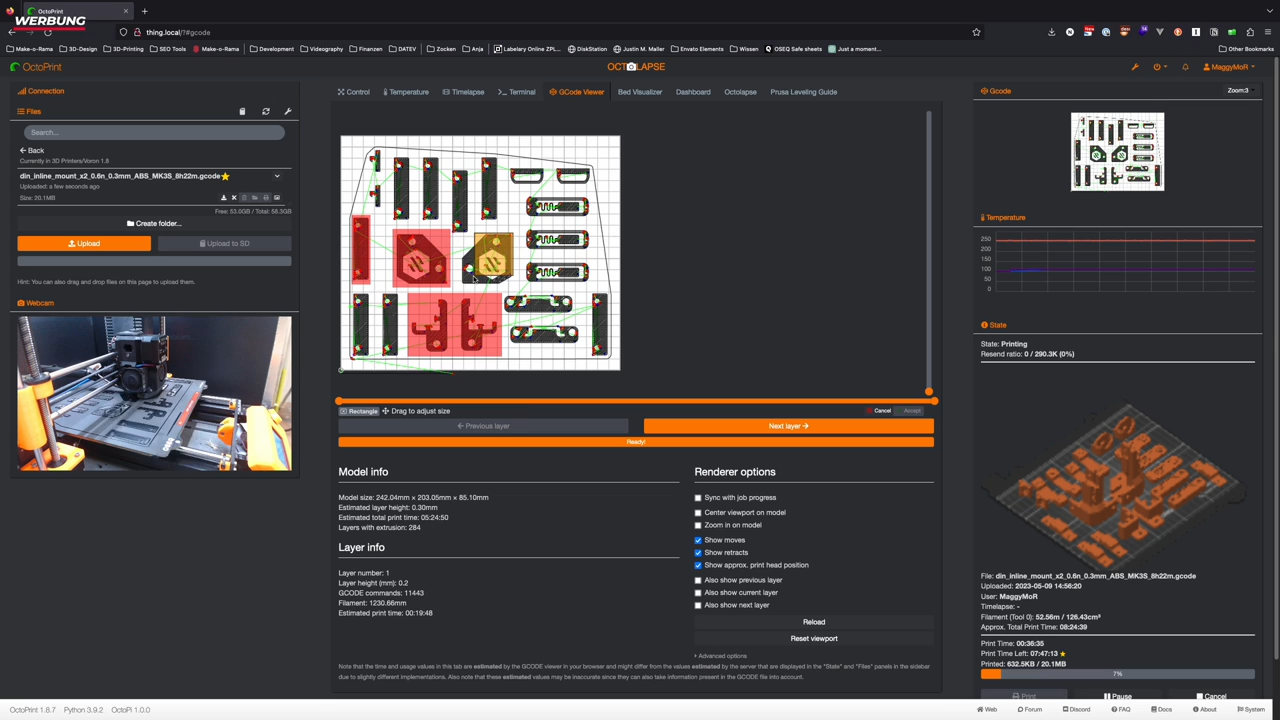 OctoPrint
WERBUNG
thing.local/?#gcode
Make-o-Rama
3D-Design
3D-Printing
SEO Tools
Make-o-Rama
Development
Videography
Finanzen
DATEV
Zocken
Anja
Labelary Online ZPL...
DiskStation
Justin M. Maller
Envato Elements
Wissen
OSEQ Safe sheets
Just a moment...
Other Bookmarks
OctoPrint
OCTOLAPSE
MaggyMoR
Connection
Files
Search...
Back
Currently in 3D Printers/Voron 1.8
din_inline_mount_x2_0.6n_0.3mm_ABS_MK3S_8h22m.gcode
Uploaded: a few seconds ago
Size: 20.1MB
Free: 53.0GB / Total: 58.3GB
Create folder...
Upload
Upload to SD
Hint: You can also drag and drop files on this page to upload them.
Webcam
Control
Temperature
Timelapse
Terminal
GCode Viewer
Bed Visualizer
Dashboard
Octolapse
Prusa Leveling Guide
Rectangle
Drag to adjust size
Cancel
Accept
Previous layer
Next layer
Ready!
Model info
Model size: 242.04mm × 203.05mm × 85.10mm
Estimated layer height: 0.30mm
Estimated total print time: 05:24:50
Layers with extrusion: 284
Layer info
Layer number: 1
Layer height (mm): 0.2
GCODE commands: 11443
Filament: 1230.66mm
Estimated print time: 00:19:48
Renderer options
Sync with job progress
Center viewport on model
Zoom in on model
Show moves
Show retracts
Show approx. print head position
Also show previous layer
Also show current layer
Also show next layer
Reload
Reset viewport
Advanced options
Note that the time and usage values in this tab are estimated by the GCODE viewer in your browser and might differ from the values estimated by the server that are displayed in the "State" and "Files" panels in the sidebar
due to slightly different implementations. Also note that these estimated values may be inaccurate since they can also take information present in the GCODE file into account.
Gcode
Zoom:3
Temperature
250
200
150
100
50
0
State
State: Printing
Resend ratio: 0 / 290.3K (0%)
File: din_inline_mount_x2_0.6n_0.3mm_ABS_MK3S_8h22m.gcode
Uploaded: 2023-05-09 14:56:20
User: MaggyMoR
Timelapse: -
Filament (Tool 0): 52.56m / 126.43cm³
Approx. Total Print Time: 08:24:39
Print Time: 00:36:35
Print Time Left: 07:47:13
Printed: 632.5KB / 20.1MB
7%
Print
Pause
Cancel
OctoPrint 1.8.7
Python 3.9.2
OctoPi 1.0.0
Web
Forum
Discord
FAQ
Docs
About
System